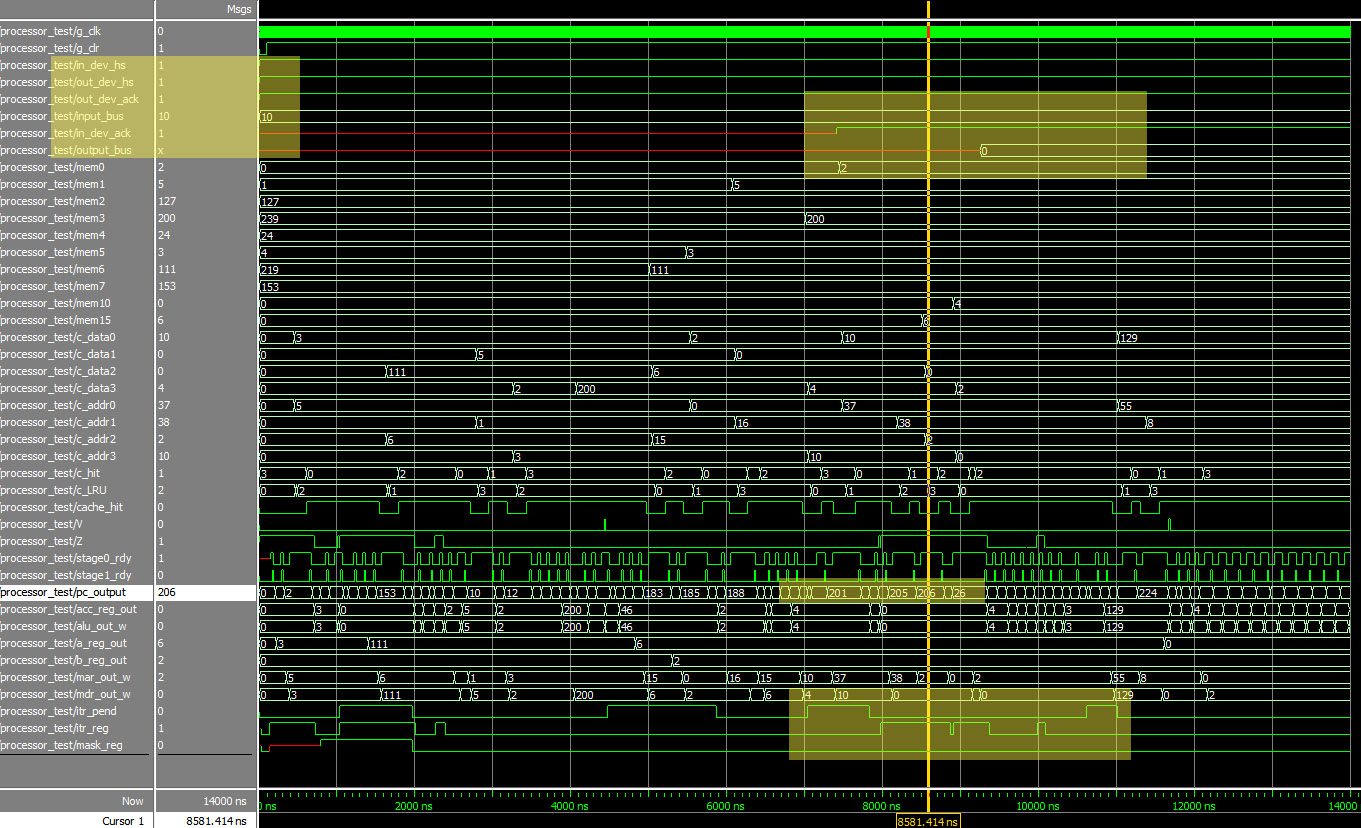 Msgs
/processor_test/g_clk 0
/processor_test/g_clr 1
/processor_test/in_dev_hs 1
/processor_test/out_dev_hs 1
/processor_test/out_dev_ack 1
/processor_test/input_bus 10 10
/processor_test/in_dev_ack 1
/processor_test/output_bus x 0
/processor_test/mem0 2 0 2
/processor_test/mem1 5 1 5
/processor_test/mem2 127 127
/processor_test/mem3 200 239 200
/processor_test/mem4 24 24
/processor_test/mem5 3 4 3
/processor_test/mem6 111 219 111
/processor_test/mem7 153 153
/processor_test/mem10 0 0 4
/processor_test/mem15 6 0 6
/processor_test/c_data0 10 0 3 2 10 129
/processor_test/c_data1 0 0 5 0
/processor_test/c_data2 0 0 111 6 0
/processor_test/c_data3 4 0 2 200 4 2
/processor_test/c_addr0 37 0 5 0 37 55
/processor_test/c_addr1 38 0 1 16 38 8
/processor_test/c_addr2 2 0 6 15 2
/processor_test/c_addr3 10 0 3 10 0
/processor_test/c_hit 1 3 0 2 0 1 3 2 0 2 3 0 1 2 2 0 1 3
/processor_test/c_LRU 2 0 2 1 3 2 0 1 3 0 1 2 3 0 1 3
/processor_test/cache_hit 0
/processor_test/V 0
/processor_test/Z 1
/processor_test/stage0_rdy 1
/processor_test/stage1_rdy 0
/processor_test/pc_output 206 0 2 153 10 12 183 185 188 201 205 206 26 224
/processor_test/acc_reg_out 0 0 3 0 2 5 2 200 46 2 4 0 4 3 129 4
/processor_test/alu_out_w 0 0 3 0 5 2 200 46 2 4 0 4 3 129
/processor_test/a_reg_out 6 0 3 111 6 0
/processor_test/b_reg_out 2 0 2
/processor_test/mar_out_w 2 0 5 6 1 3 15 0 16 15 10 37 38 2 0 2 55 8 0
/processor_test/mdr_out_w 0 0 3 111 5 2 200 6 2 6 4 10 0 0 129 0 2
/processor_test/itr_pend 0
/processor_test/itr_reg 1
/processor_test/mask_reg 0
Now 14000 ns 0 ns 2000 ns 4000 ns 6000 ns 8000 ns 10000 ns 12000 ns 14000
Cursor 1 8581.414 ns 8581.414 ns